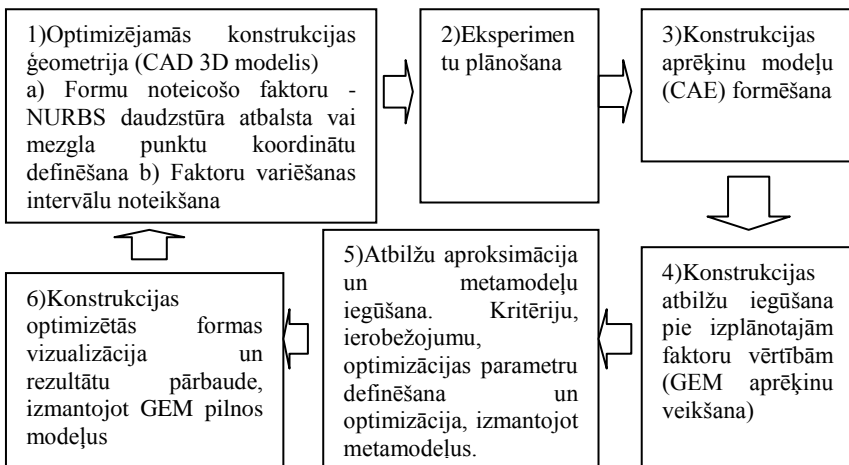 1)Optimizējamās konstrukcijas
ģeometrija (CAD 3D modelis)
a) Formu noteicošo faktoru -
NURBS daudzstūra atbalsta vai
mezgla punktu koordinātu
definēšana b) Faktoru variēšanas
intervālu noteikšana
2)Eksperimen
tu plānošana
3)Konstrukcijas
aprēķinu modeļu
(CAE) formēšana
4)Konstrukcijas
atbilžu iegūšana
pie izplānotajām
faktoru vērtībām
(GEM aprēķinu
veikšana)
5)Atbilžu aproksimācija
un metamodeļu
iegūšana. Kritēriju,
ierobežojumu,
optimizācijas parametru
definēšana un
optimizācija, izmantojot
metamodeļus.
6)Konstrukcijas
optimizētās formas
vizualizācija un
rezultātu pārbaude,
izmantojot GEM pilnos
modeļus